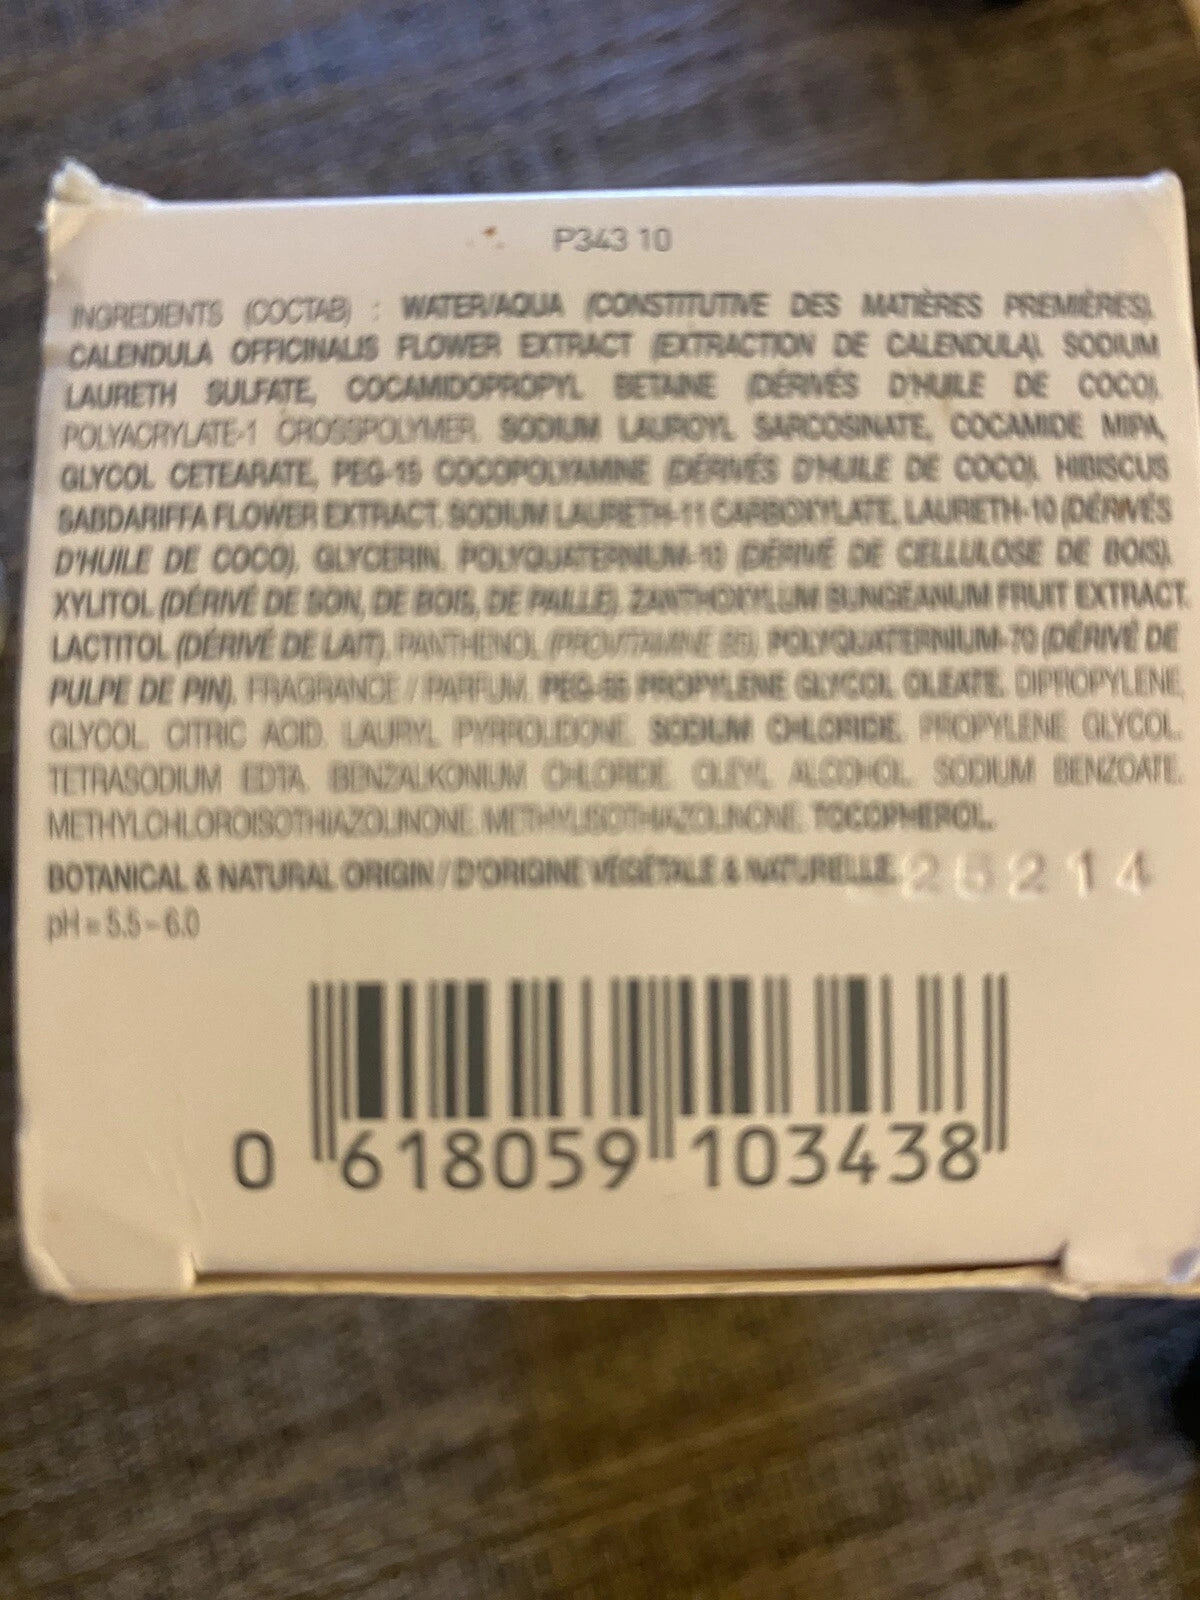 P343 10
INGREDIENTS (COCTAB) : WATER/AQUA (CONSTITUTIVE DES MATIÈRES PREMIÈRES),
CALENDULA OFFICINALIS FLOWER EXTRACT (EXTRACTION DE CALENDULA), SODIUM
LAURETH SULFATE, COCAMIDOPROPYL BETAINE (DÉRIVÉS D'HUILE DE COCO),
POLYACRYLATE-1 CROSSPOLYMER, SODIUM LAUROYL SARCOSINATE, COCAMIDE MIPA,
GLYCOL CETEARATE, PEG-15 COCOPOLYAMINE (DÉRIVÉS D'HUILE DE COCO), HIBISCUS
SABDARIFFA FLOWER EXTRACT, SODIUM LAURETH-11 CARBOXYLATE, LAURETH-10 (DÉRIVÉS
D'HUILE DE COCO), GLYCERIN, POLYQUATERNIUM-10 (DÉRIVÉ DE CELLULOSE DE BOIS),
XYLITOL (DÉRIVÉ DE SON, DE BOIS, DE PAILLE), ZANTHOXYLUM BUNGEANUM FRUIT EXTRACT,
LACTITOL (DÉRIVÉ DE LAIT), PANTHENOL (PROVITAMINE B5), POLYQUATERNIUM-70 (DÉRIVÉ DE
PULPE DE PIN), FRAGRANCE / PARFUM, PROPYLENE GLYCOL OLEATE, DIPROPYLENE
GLYCOL, CITRIC ACID, LAURYL PYRROLIDONE, SODIUM CHLORIDE, PROPYLENE GLYCOL,
TETRASODIUM EDTA, BENZALKONIUM CHLORIDE, OLEYL ALCOHOL, SODIUM BENZOATE,
METHYLCHLOROISOTHIAZOLINONE, METHYLISOTHIAZOLINONE, TOCOPHEROL.
BOTANICAL & NATURAL ORIGIN / D'ORIGINE VÉGÉTALE & NATURELLE. 25214
pH = 5.5 – 6.0
0 618059 103438